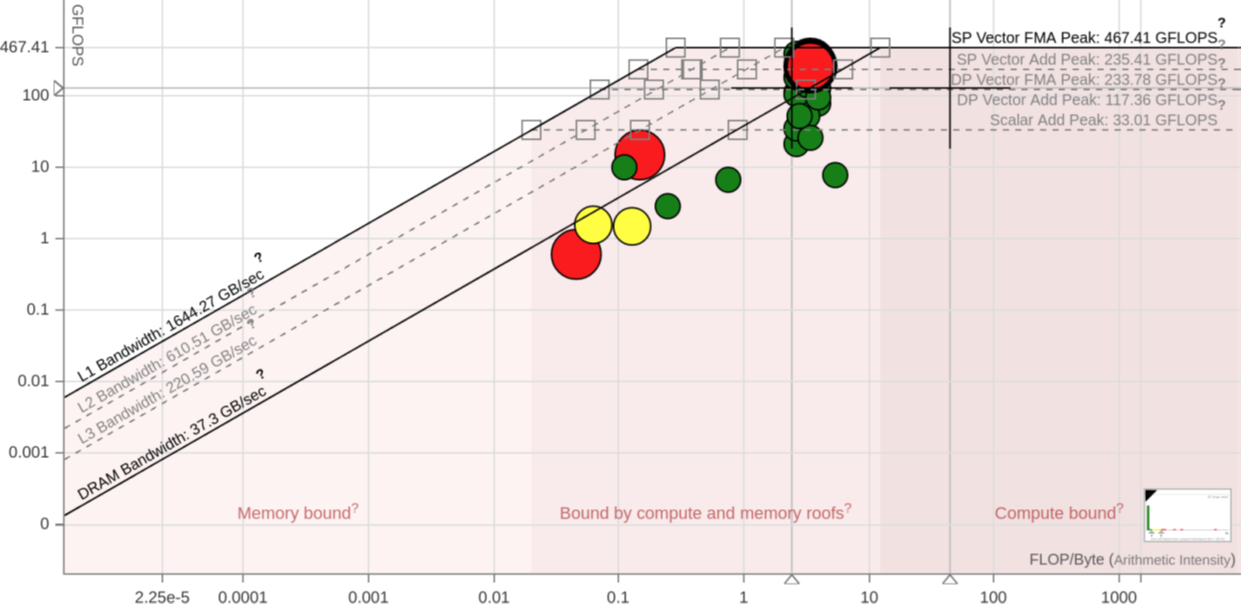 GFLOPS
?
467.41
SP Vector FMA Peak: 467.41 GFLOPS?
SP Vector Add Peak: 235.41 GFLOPS?
DP Vector FMA Peak: 233.78 GFLOPS?
100
DP Vector Add Peak: 117.36 GFLOPS?
Scalar Add Peak: 33.01 GFLOPS
10
1
0.1
0.01
0.001
0
L1 Bandwidth: 1644.27 GB/sec ?
L2 Bandwidth: 610.51 GB/sec ?
L3 Bandwidth: 220.59 GB/sec ?
DRAM Bandwidth: 37.3 GB/sec ?
Memory bound?
Bound by compute and memory roofs?
Compute bound?
FLOP/Byte (Arithmetic Intensity)
2.25e-5
0.0001
0.001
0.01
0.1
1
10
100
1000